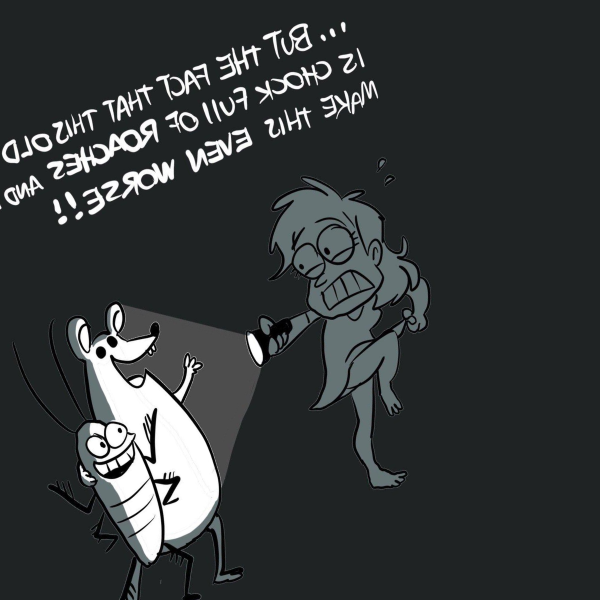 ... BUT THE FACT THAT THIS OLD
IS CHOCK FULL OF ROACHES AND
MAKE THIS EVEN WORSE!!